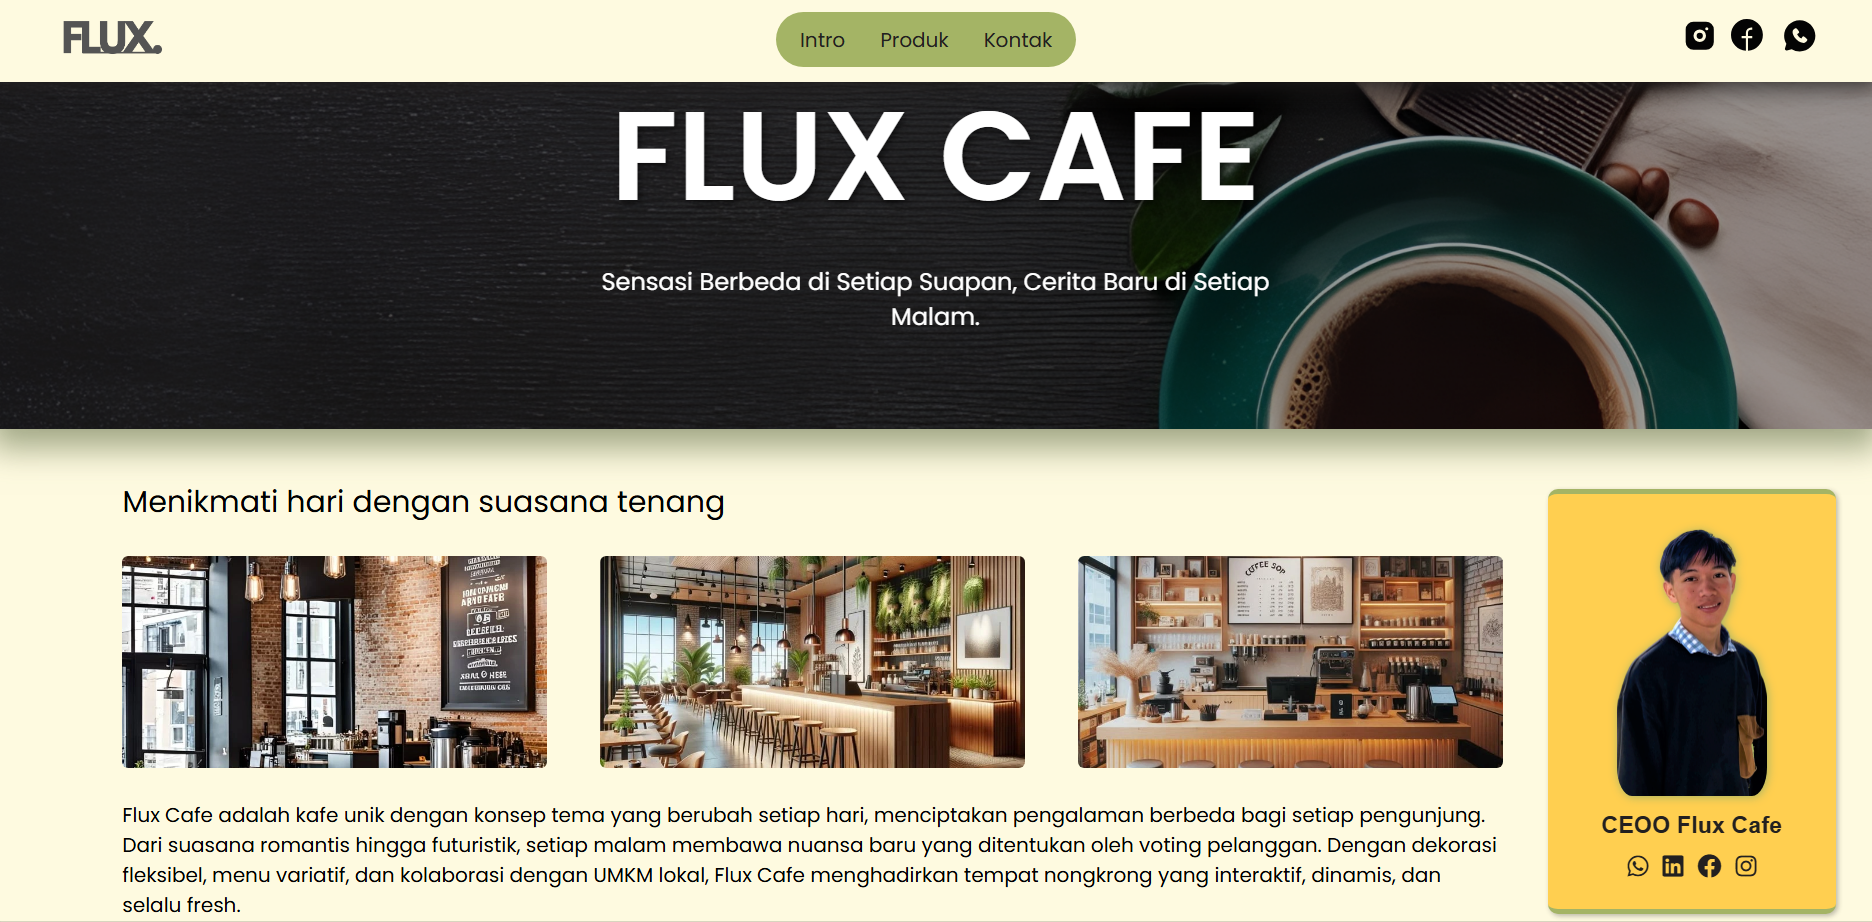 FLUX.
Intro Produk Kontak
FLUX CAFE
Sensasi Berbeda di Setiap Suapan, Cerita Baru di Setiap
Malam.
Menikmati hari dengan suasana tenang
COFFEE SOP
Flux Cafe adalah kafe unik dengan konsep tema yang berubah setiap hari, menciptakan pengalaman berbeda bagi setiap pengunjung.
Dari suasana romantis hingga futuristik, setiap malam membawa nuansa baru yang ditentukan oleh voting pelanggan. Dengan dekorasi
fleksibel, menu variatif, dan kolaborasi dengan UMKM lokal, Flux Cafe menghadirkan tempat nongkrong yang interaktif, dinamis, dan
selalu fresh.
CEOO Flux Cafe